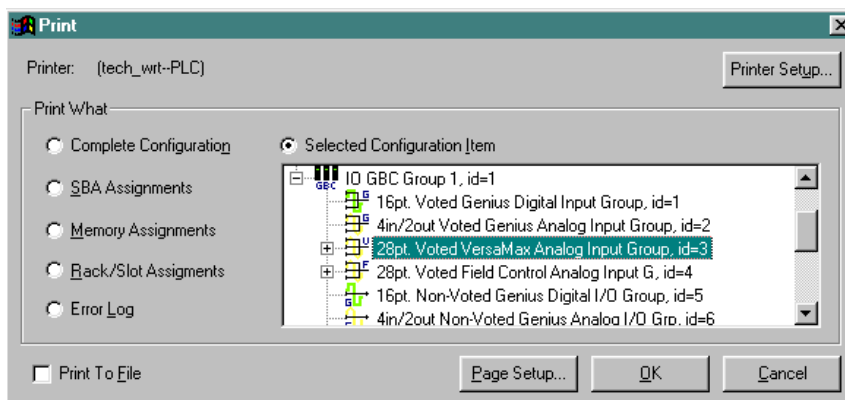 Print
Printer: (tech_wrt--PLC)
Printer Setup...
Print What
Complete Configuration
Selected Configuration Item
SBA Assignments
Memory Assignments
Rack/Slot Assigments
Error Log
GBC
IO GBC Group 1, id=1
G
16pt. Voted Genius Digital Input Group, id=1
G
4in/2out Voted Genius Analog Input Group, id=2
U
28pt. Voted VersaMax Analog Input Group, id=3
F
28pt. Voted Field Control Analog Input G, id=4
G
16pt. Non-Voted Genius Digital I/O Group, id=5
4in/2out Non-Voted Genius Analog I/O Grp, id=6
Print To File
Page Setup...
OK
Cancel